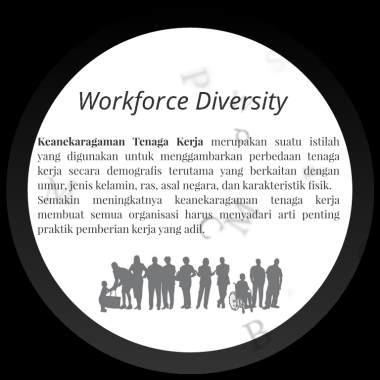 Workforce Diversity
Keanekaragaman Tenaga Kerja merupakan suatu istilah
yang digunakan untuk menggambarkan perbedaan tenaga
kerja secara demografis terutama yang berkaitan dengan
umur, jenis kelamin, ras, asal negara, dan karakteristik fisik.
Semakin meningkatnya keanekaragaman tenaga kerja
membuat semua organisasi harus menyadari arti penting
praktik pemberian kerja yang adil.